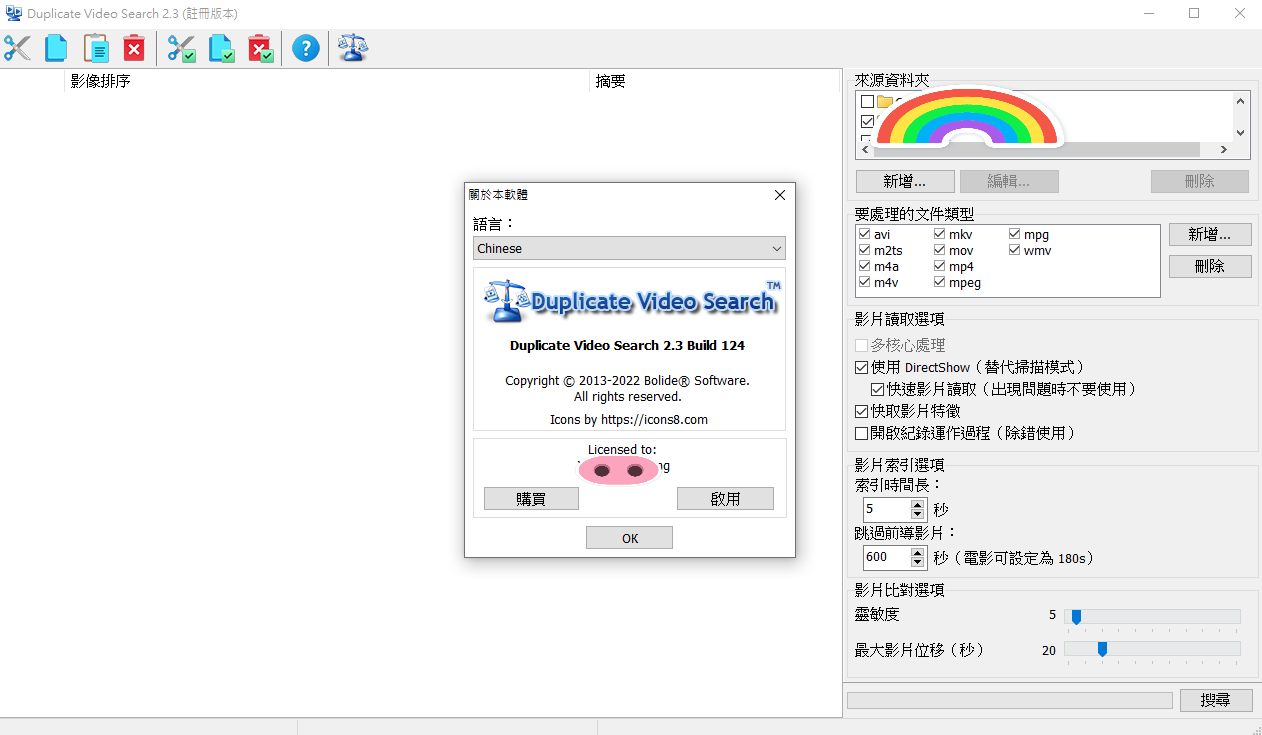 Duplicate Video Search 2.3 (註冊版本)
影像排序
摘要
關於本軟體
語言：
Chinese
Duplicate Video Search TM
Duplicate Video Search 2.3 Build 124
Copyright © 2013-2022 Bolide® Software.
All rights reserved.
Icons by https://icons8.com
Licensed to:
購買
啟用
OK
來源資料夾
新增...
編輯...
刪除
要處理的文件類型
avi
mkv
mpg
m2ts
mov
wmv
m4a
mp4
m4v
mpeg
新增...
刪除
影片讀取選項
多核心處理
使用 DirectShow（替代掃描模式）
快速影片讀取（出現問題時不要使用）
快取影片特徵
開啟紀錄運作過程（除錯使用）
影片索引選項
索引時間長：
5 秒
跳過前導影片：
600 秒（電影可設定為 180s）
影片比對選項
靈敏度 5
最大影片位移（秒） 20
搜尋